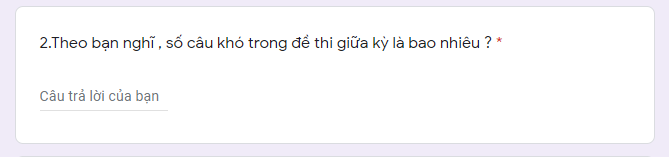 2.Theo bạn nghĩ , số câu khó trong đề thi giữa kỳ là bao nhiêu ? *
Câu trả lời của bạn